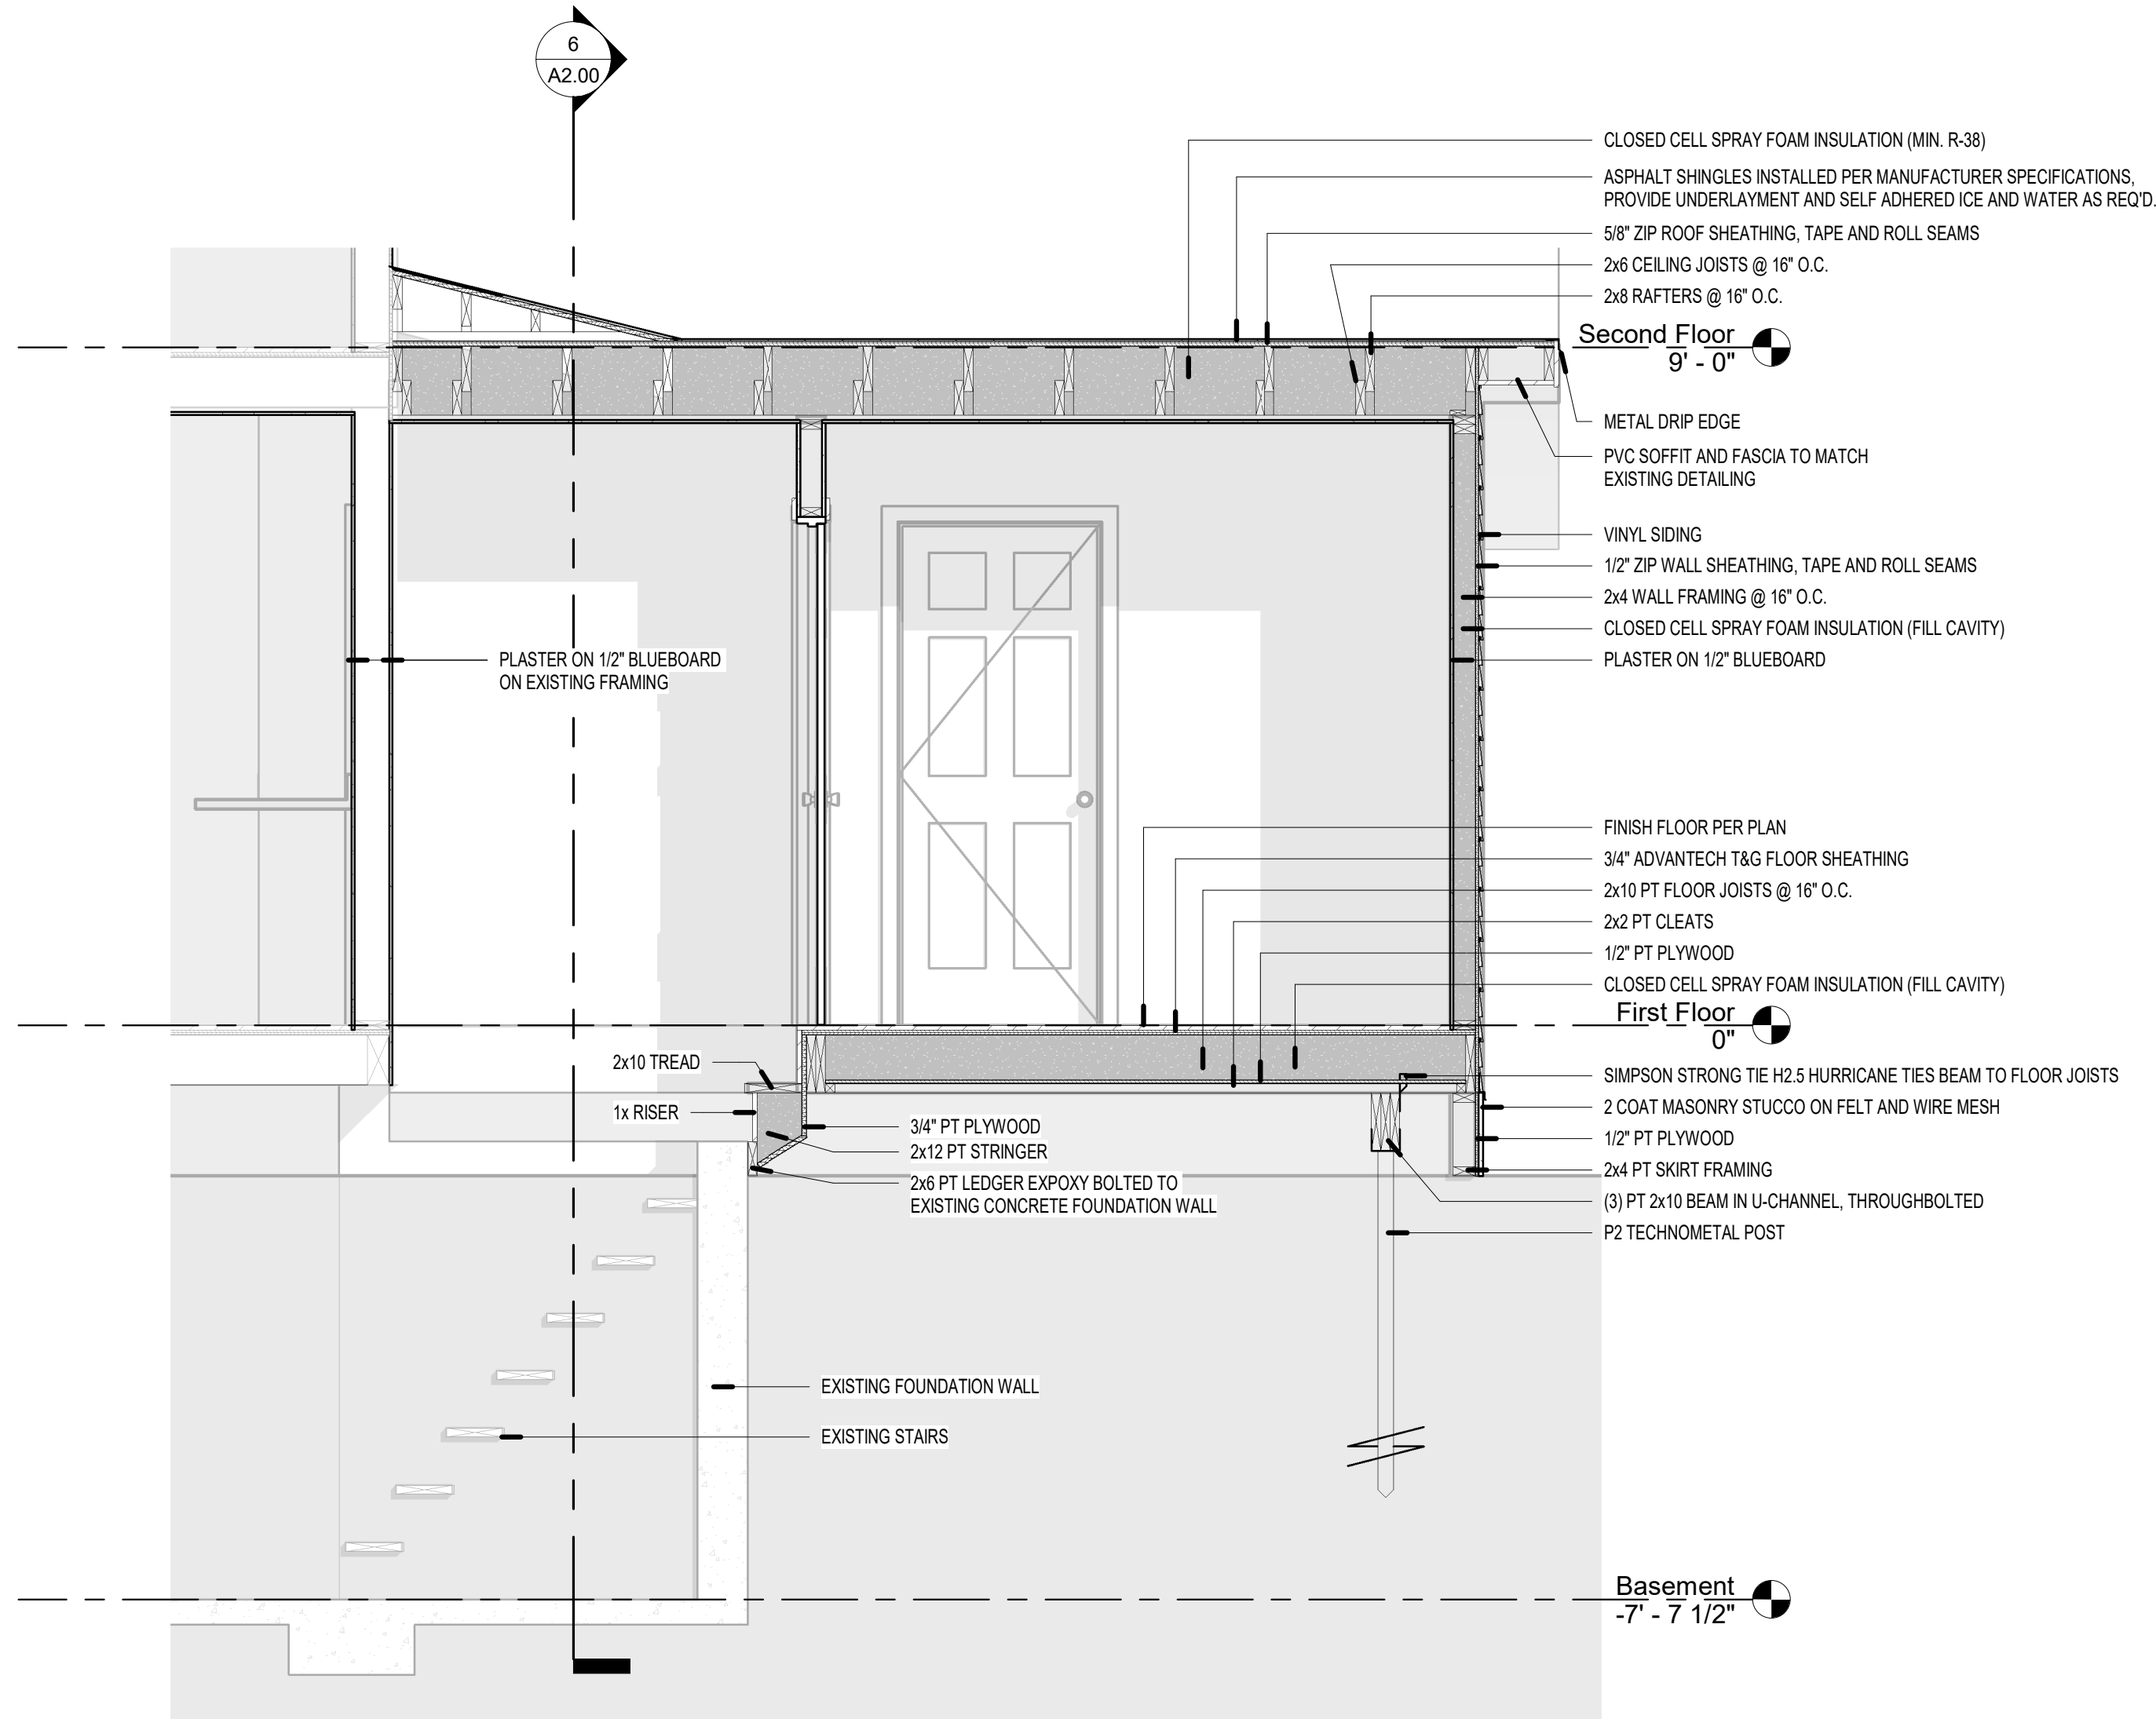 6
A2.00
CLOSED CELL SPRAY FOAM INSULATION (MIN. R-38)
ASPHALT SHINGLES INSTALLED PER MANUFACTURER SPECIFICATIONS,
PROVIDE UNDERLAYMENT AND SELF ADHERED ICE AND WATER AS REQ'D.
5/8" ZIP ROOF SHEATHING, TAPE AND ROLL SEAMS
2x6 CEILING JOISTS @ 16" O.C.
2x8 RAFTERS @ 16" O.C.
Second Floor
9' - 0"
METAL DRIP EDGE
PVC SOFFIT AND FASCIA TO MATCH
EXISTING DETAILING
VINYL SIDING
1/2" ZIP WALL SHEATHING, TAPE AND ROLL SEAMS
2x4 WALL FRAMING @ 16" O.C.
CLOSED CELL SPRAY FOAM INSULATION (FILL CAVITY)
PLASTER ON 1/2" BLUEBOARD
PLASTER ON 1/2" BLUEBOARD
ON EXISTING FRAMING
FINISH FLOOR PER PLAN
3/4" ADVANTECH T&G FLOOR SHEATHING
2x10 PT FLOOR JOISTS @ 16" O.C.
2x2 PT CLEATS
1/2" PT PLYWOOD
CLOSED CELL SPRAY FOAM INSULATION (FILL CAVITY)
First Floor
0"
2x10 TREAD
1x RISER
3/4" PT PLYWOOD
2x12 PT STRINGER
2x6 PT LEDGER EXPOXY BOLTED TO
EXISTING CONCRETE FOUNDATION WALL
SIMPSON STRONG TIE H2.5 HURRICANE TIES BEAM TO FLOOR JOISTS
2 COAT MASONRY STUCCO ON FELT AND WIRE MESH
1/2" PT PLYWOOD
2x4 PT SKIRT FRAMING
(3) PT 2x10 BEAM IN U-CHANNEL, THROUGHBOLTED
P2 TECHNOMETAL POST
EXISTING FOUNDATION WALL
EXISTING STAIRS
Basement
-7' - 7 1/2"